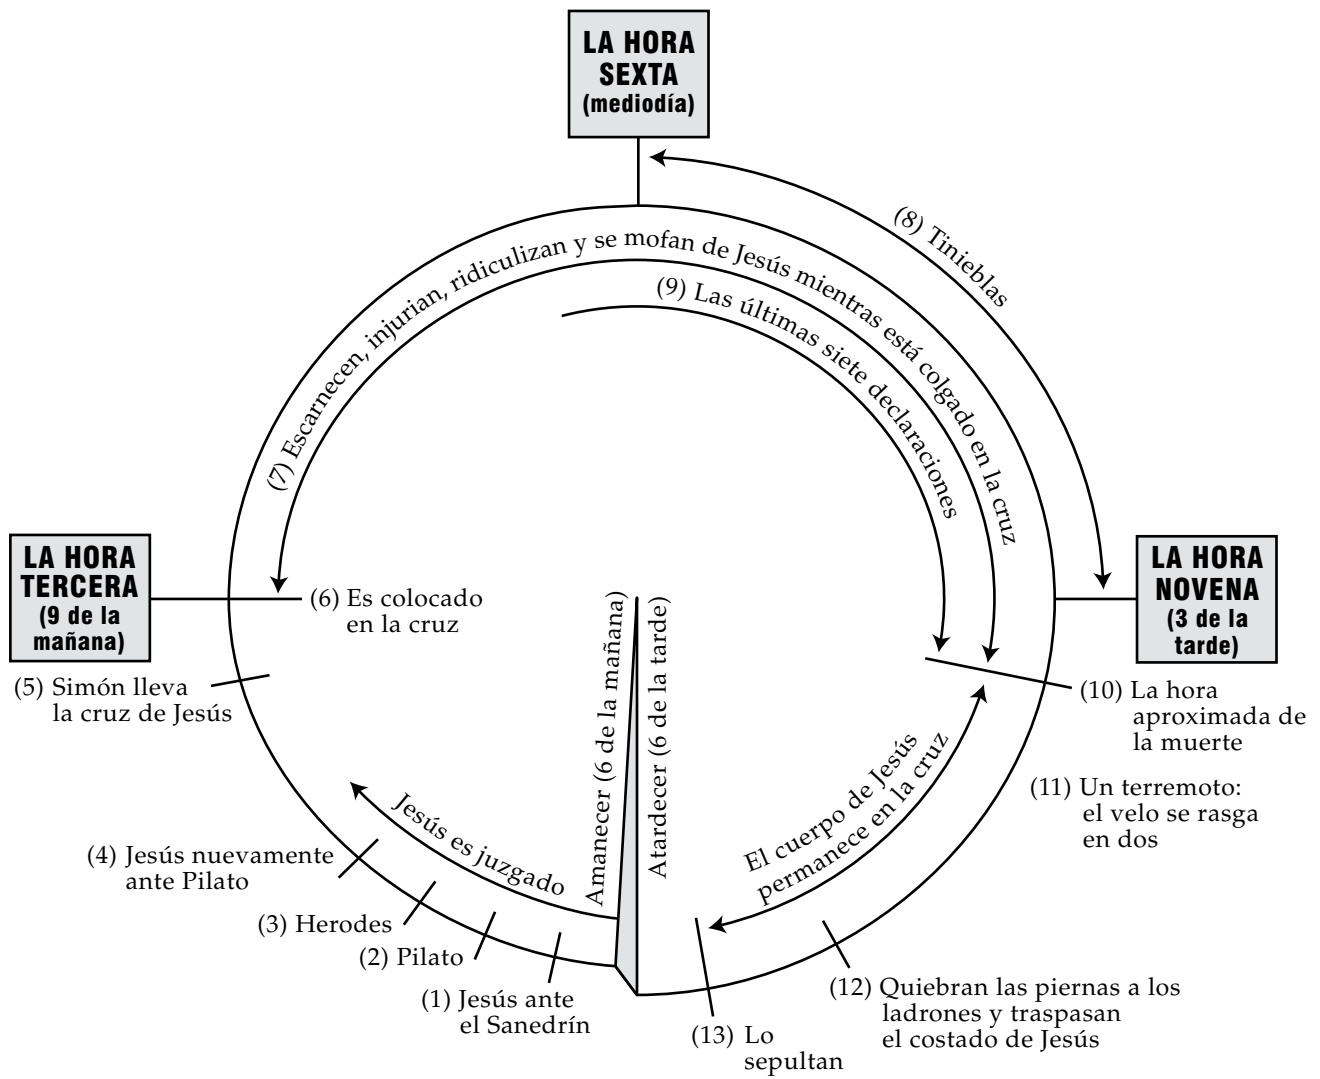 LA HORA
SEXTA
(mediodía)
(8) Tinieblas
(7) Escarnecen, injurian, ridiculizan y se mofan de Jesús mientras está colgado en la cruz
(9) Las últimas siete declaraciones
LA HORA
TERCERA
(9 de la
mañana)
(6) Es colocado
en la cruz
LA HORA
NOVENA
(3 de la
tarde)
Amanecer (6 de la mañana)
Atardecer (6 de la tarde)
(5) Simón lleva
la cruz de Jesús
(10) La hora
aproximada de
la muerte
(11) Un terremoto:
el velo se rasga
en dos
Jesús es juzgado
El cuerpo de Jesús
permanece en la cruz
(4) Jesús nuevamente
ante Pilato
(3) Herodes
(2) Pilato
(1) Jesús ante
el Sanedrín
(12) Quiebran las piernas a los
ladrones y traspasan
el costado de Jesús
(13) Lo
sepultan